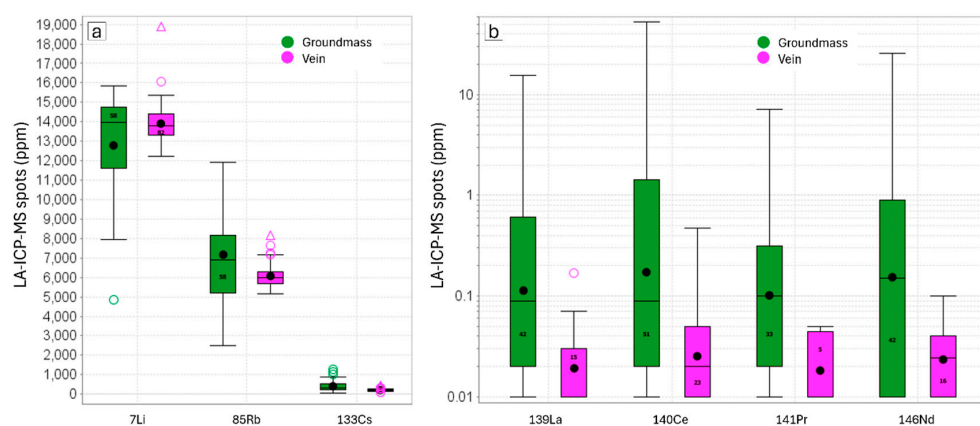 a
Groundmass
Vein
LA-ICP-MS spots (ppm)
19,000
18,000
17,000
16,000
15,000
14,000
13,000
12,000
11,000
10,000
9,000
8,000
7,000
6,000
5,000
4,000
3,000
2,000
1,000
0
58
82
58
7Li
85Rb
133Cs
b
Groundmass
Vein
LA-ICP-MS spots (ppm)
10
1
0.1
0.01
42
15
51
23
32
5
42
16
139La
140Ce
141Pr
146Nd